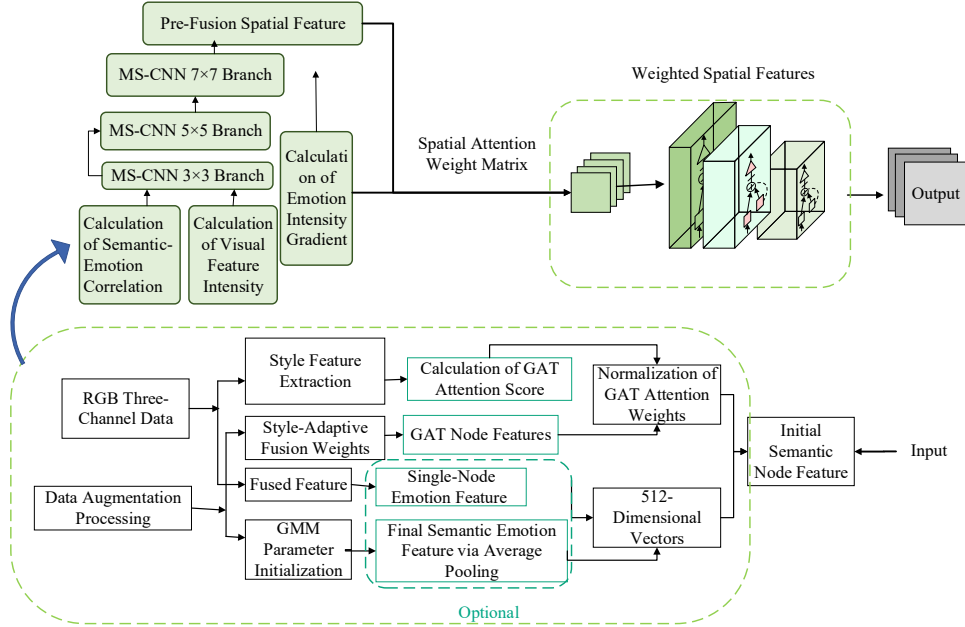 Pre-Fusion Spatial Feature
MS-CNN 7×7 Branch
MS-CNN 5×5 Branch
MS-CNN 3×3 Branch
Calculation
of Semantic-
Emotion
Correlation
Calculation
of Visual
Feature
Intensity
Calculati
on of
Emotion
Intensity
Gradient
Spatial Attention
Weight Matrix
Weighted Spatial Features
Output
RGB Three-
Channel Data
Data Augmentation
Processing
Style Feature
Extraction
Style-Adaptive
Fusion Weights
Fused Feature
GMM
Parameter
Initialization
Calculation of GAT
Attention Score
GAT Node Features
Single-Node
Emotion Feature
Final Semantic Emotion
Feature via Average
Pooling
Normalization of
GAT Attention
Weights
512-
Dimensional
Vectors
Initial
Semantic
Node Feature
Input
Optional